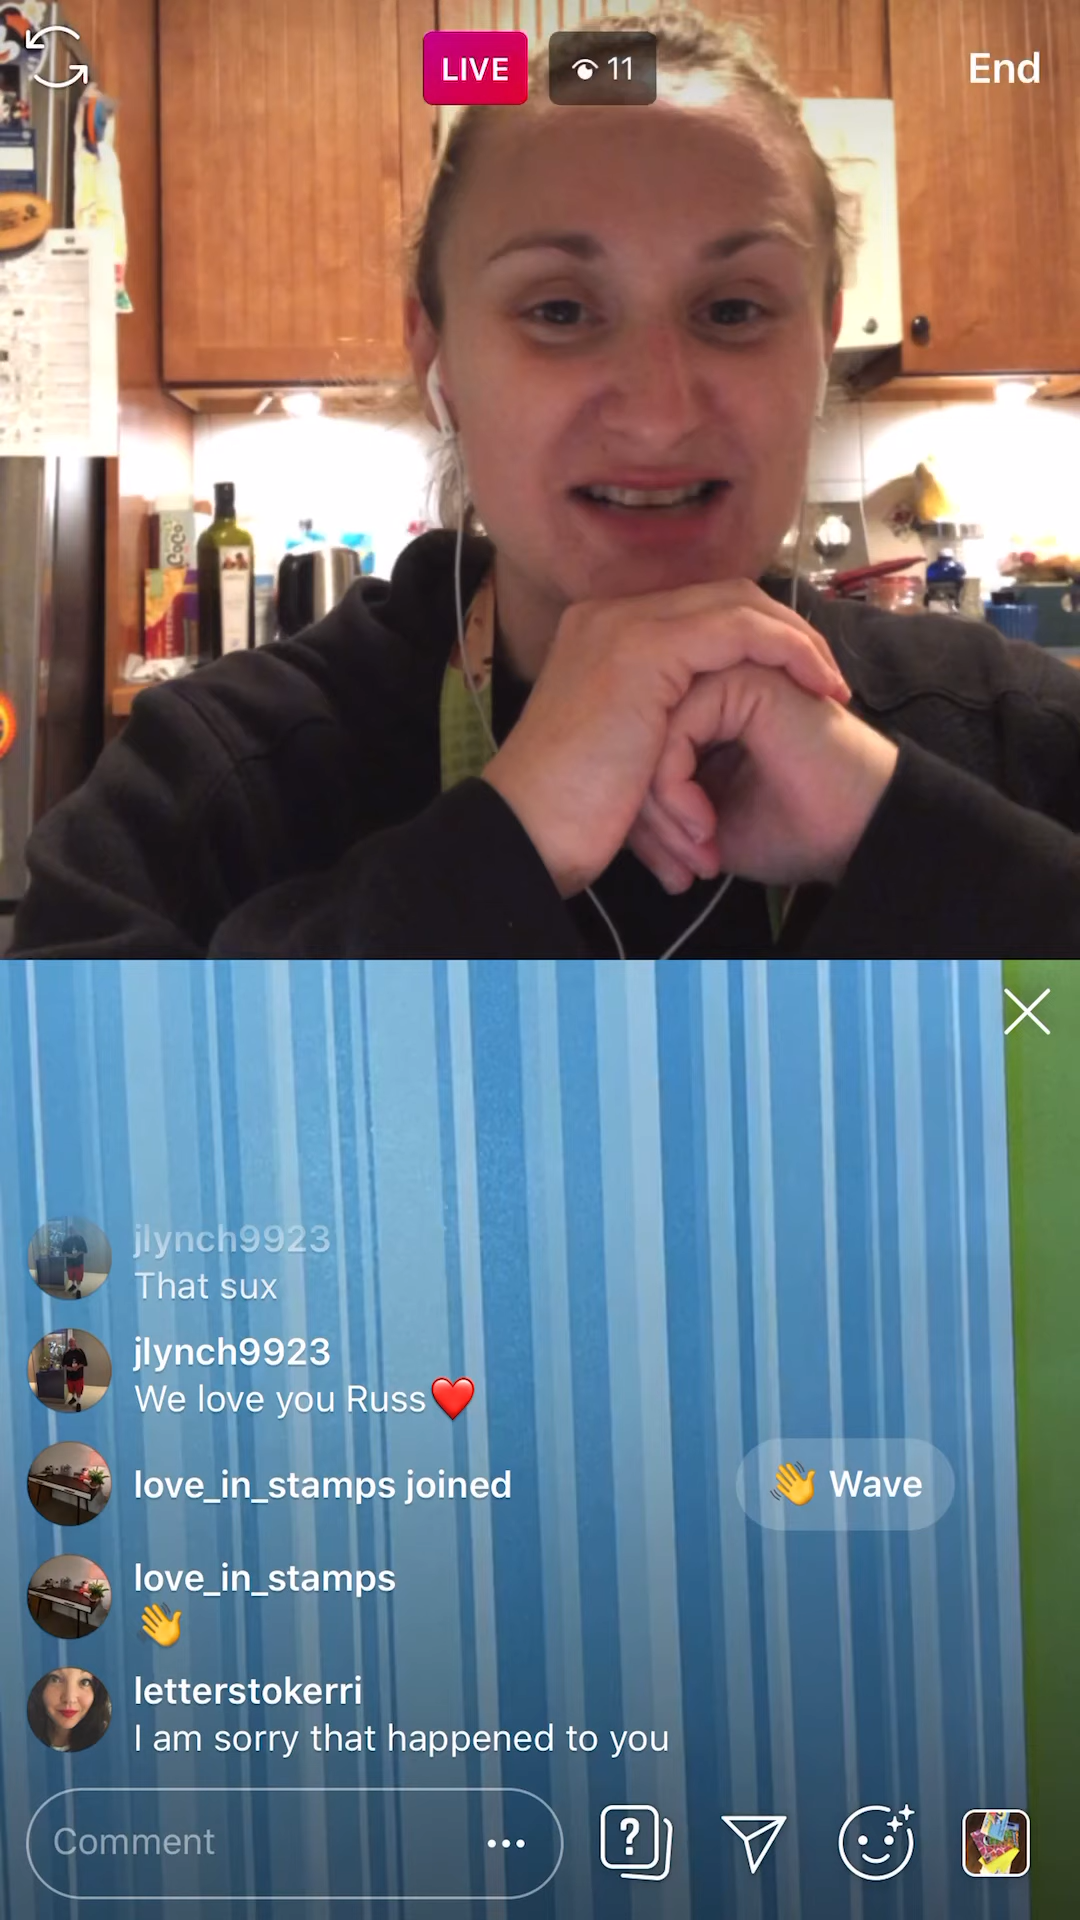 LIVE
11
End
COCO
jlynch9923
That sux
jlynch9923
We love you Russ❤️
love_in_stamps joined
👋 Wave
love_in_stamps
👋
letterstokerri
I am sorry that happened to you
Comment